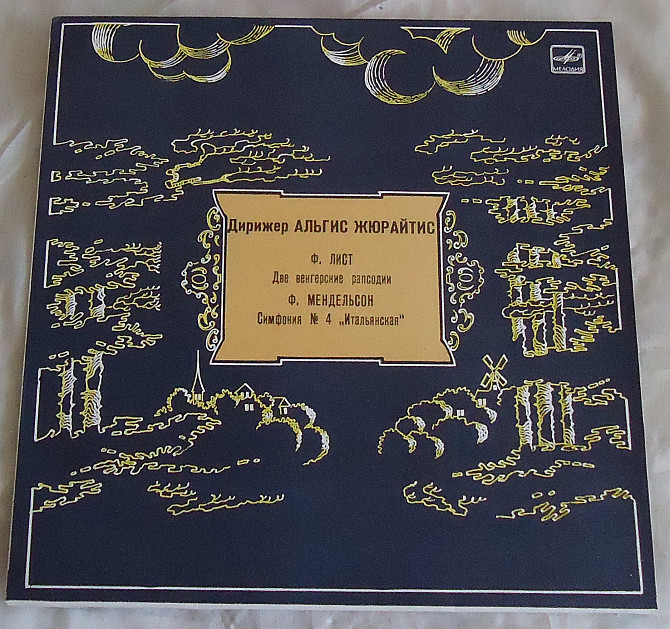 МЕЛОДИЯ
Дирижер АЛЬГИС ЖЮРАЙТИС
Ф. ЛИСТ
Две венгерские рапсодии
Ф. МЕНДЕЛЬСОН
Симфония № 4 „Итальянская"